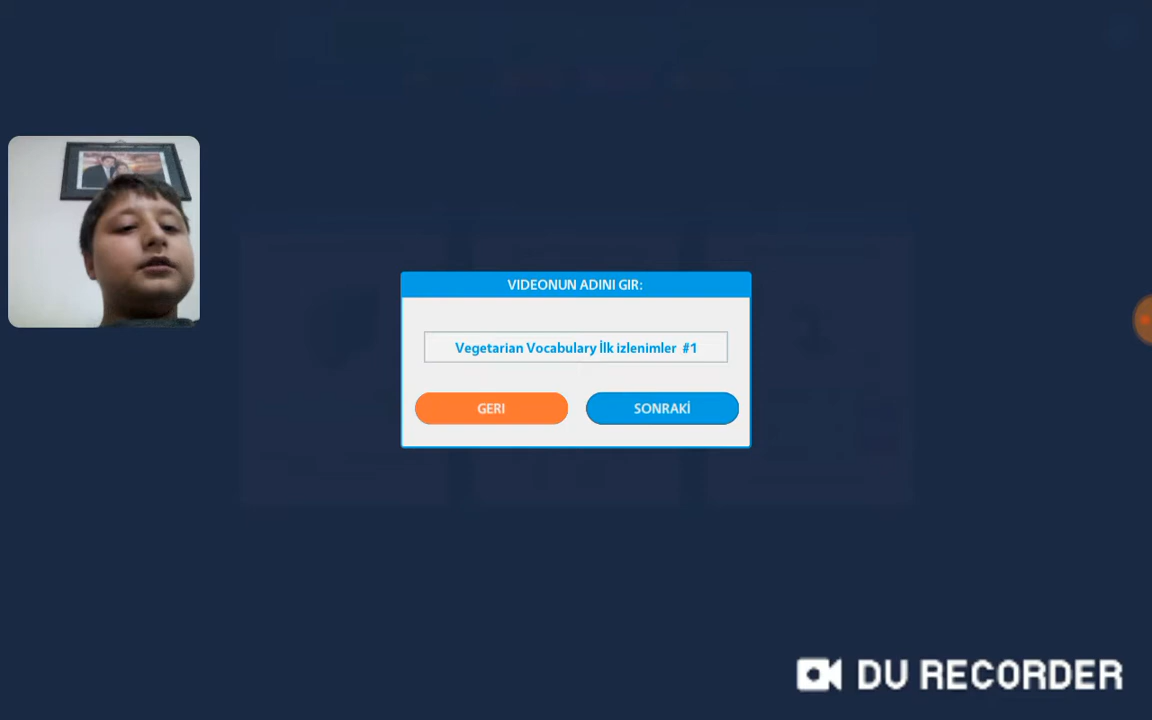 VIDEONUN ADINI GIR:
Vegetarian Vocabulary İlk izlenimler #1
GERI
SONRAKİ
DU RECORDER